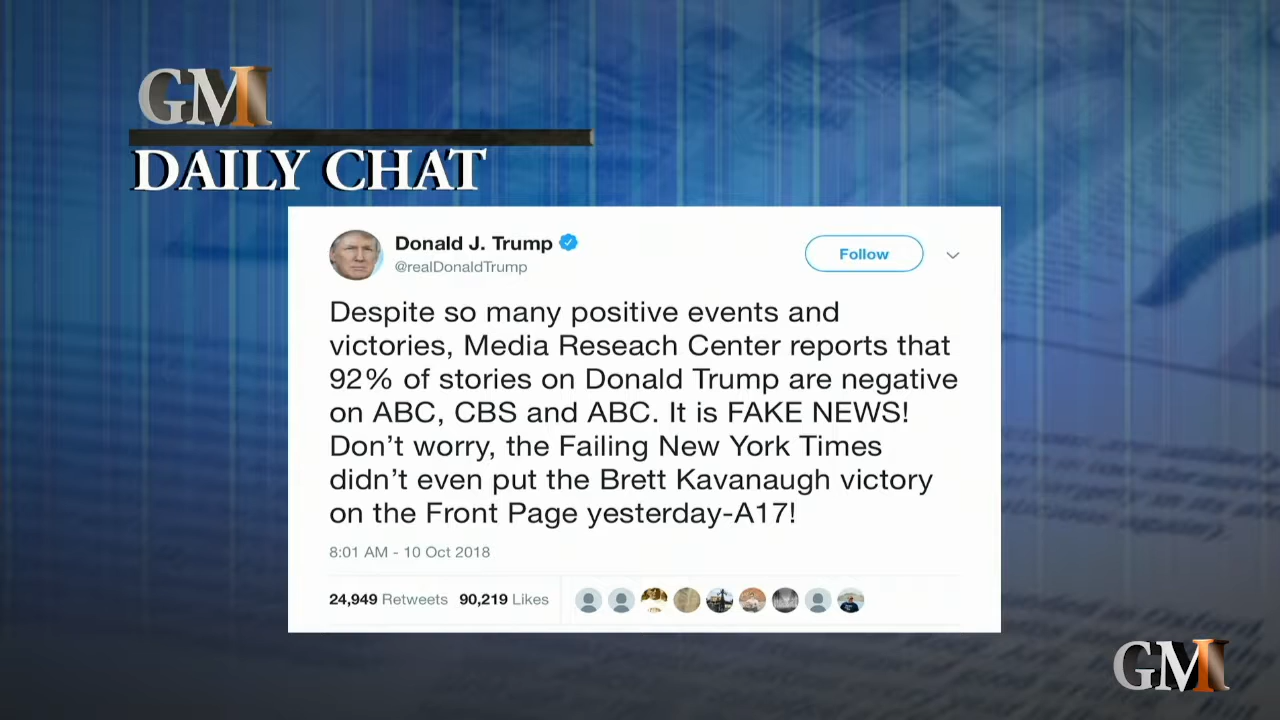 GMI
DAILY CHAT
Donald J. Trump
@realDonaldTrump
Follow
Despite so many positive events and
victories, Media Reseach Center reports that
92% of stories on Donald Trump are negative
on ABC, CBS and ABC. It is FAKE NEWS!
Don't worry, the Failing New York Times
didn't even put the Brett Kavanaugh victory
on the Front Page yesterday-A17!
8:01 AM - 10 Oct 2018
24,949 Retweets 90,219 Likes
GMI